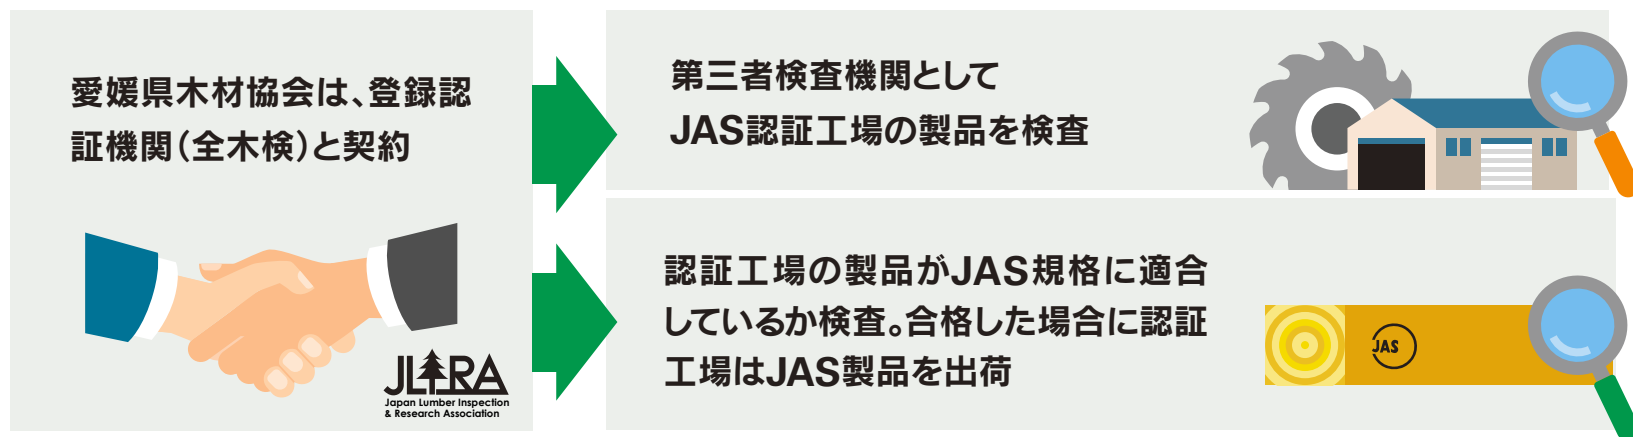 愛媛県木材協会は、登録認
証機関（全木検）と契約
JLIRA
Japan Lumber Inspection
& Research Association
第三者検査機関として
JAS認証工場の製品を検査
認証工場の製品がJAS規格に適合
しているか検査。合格した場合に認証
工場はJAS製品を出荷
JAS